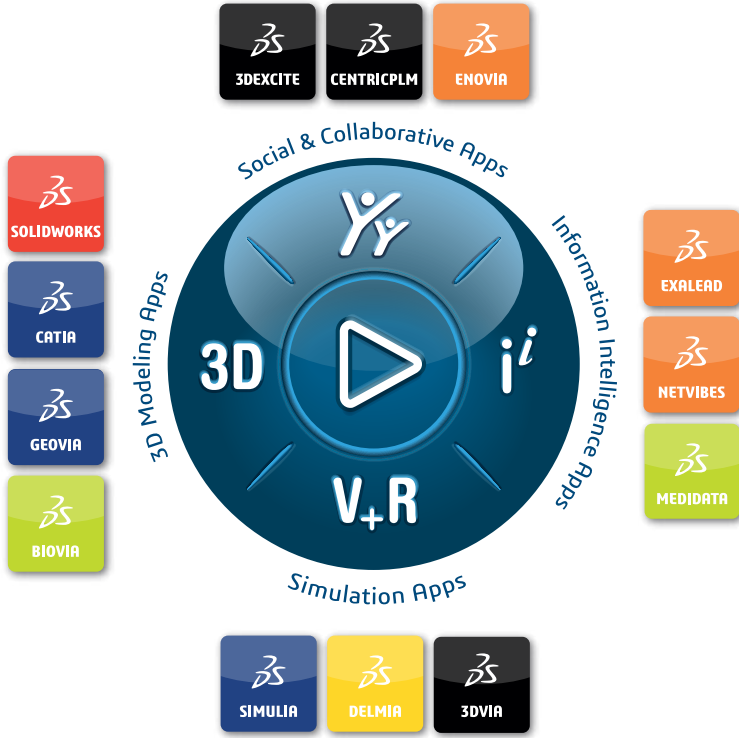 3DEXCITE
CENTRICPLM
ENOVIA
Social & Collaborative Apps
SOLIDWORKS
CATIA
GEOVIA
BIOVIA
3D Modeling Apps
3D
i i
V+R
Information Intelligence Apps
EXALEAD
NETVIBES
MEDIDATA
Simulation Apps
SIMULIA
DELMIA
3DVIA